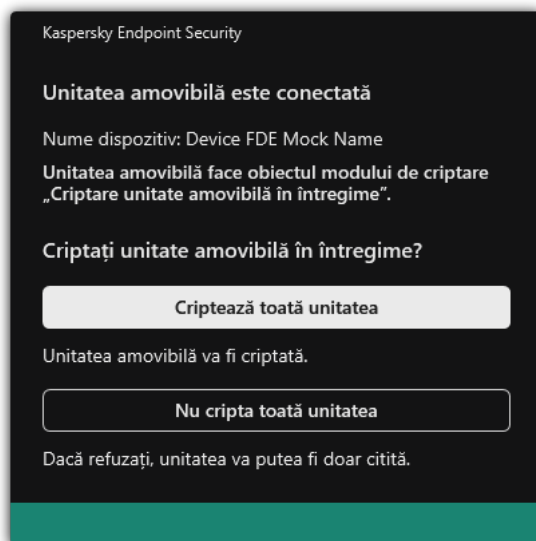 Kaspersky Endpoint Security
Unitatea amovibilă este conectată
Nume dispozitiv: Device FDE Mock Name
Unitatea amovibilă face obiectul modului de criptare
„Criptare unitate amovibilă în întregime”.
Criptați unitate amovibilă în întregime?
Criptează toată unitatea
Unitatea amovibilă va fi criptată.
Nu cripta toată unitatea
Dacă refuzați, unitatea va putea fi doar citită.